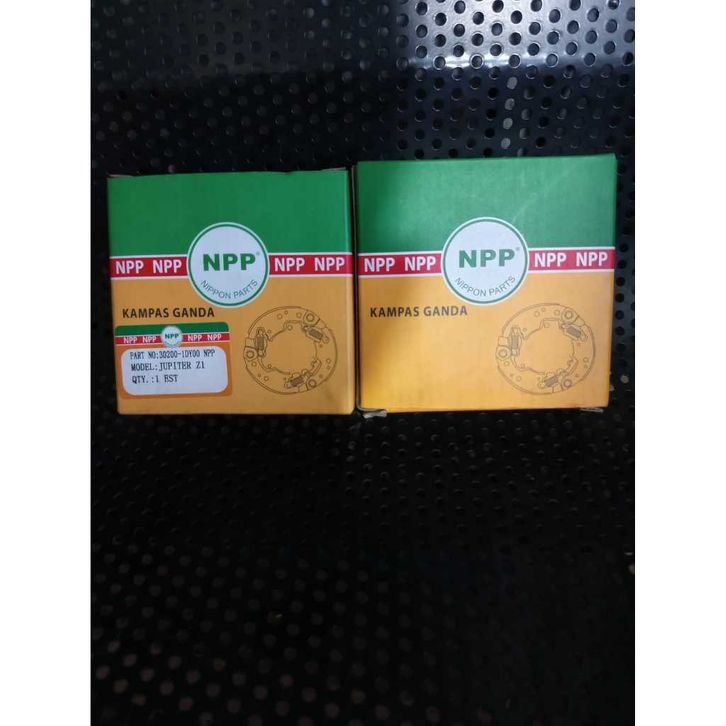 NPP NPP NPP® NPP NPP
NIPPON PARTS
KAMPAS GANDA
NPP NPP NPP NPP NPP
PART NO:30200-1DY00 NPP
MODEL:JUPITER Z1
QTY.:1 EST
NPP NPP NPP® NPP NPP
NIPPON PARTS
KAMPAS GANDA